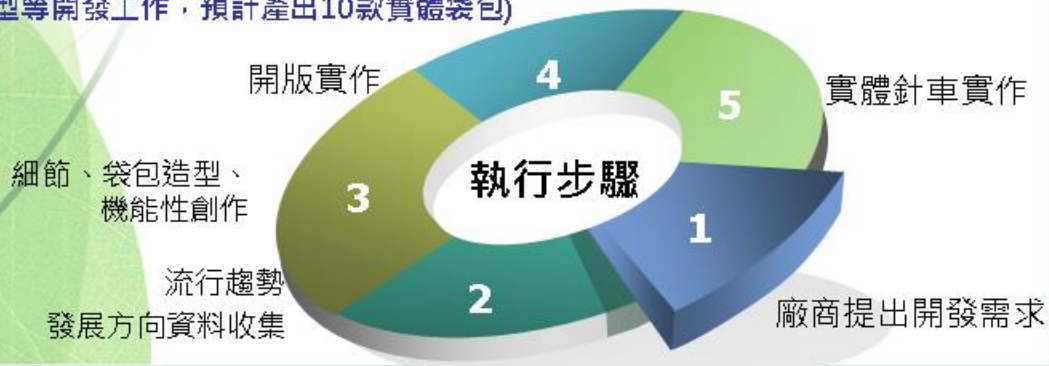 型等開發工作，預計產出10款實體袋包)
開版實作
4
5
實體針車實作
細節、袋包造型、
機能性創作
3
執行步驟
1
流行趨勢
發展方向資料收集
2
廠商提出開發需求